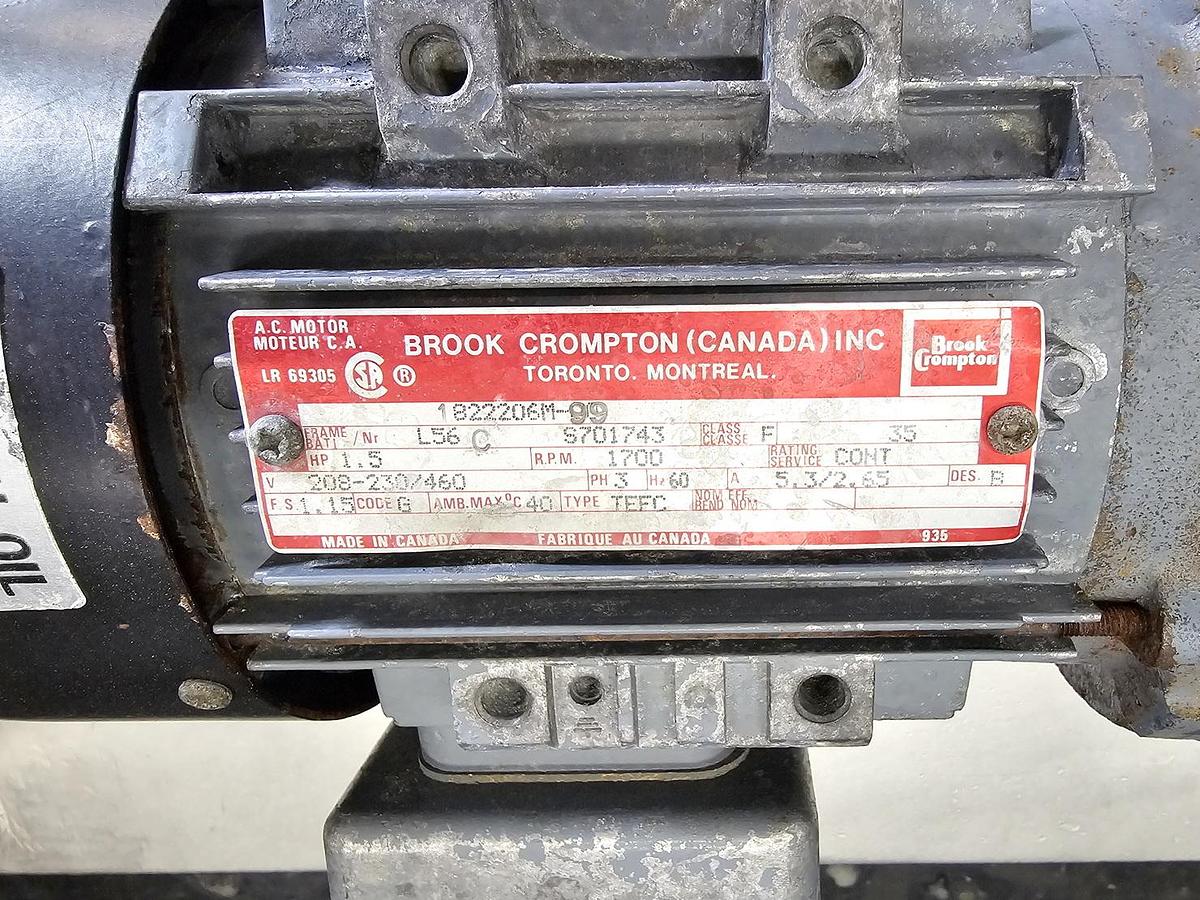 A.C. MOTOR
MOTEUR C.A.
LR 69305 SA ®
BROOK CROMPTON (CANADA) INC
TORONTO. MONTREAL.
Brook
Crompton
1822206M-99
FRAME
BATI /Nr L56 C S701743 CLASS
CLASSE F 35
HP 1.5 R.P.M. 1700 RATING
SERVICE CONT
V 208-230/460 PH 3 Hz 60 A 5.3/2.65 DES. B
F.S. 1.15 CODE G AMB.MAX°C 40 TYPE TEFC NOM EFF.
REND NOM.
MADE IN CANADA FABRIQUE AU CANADA 935
OIL